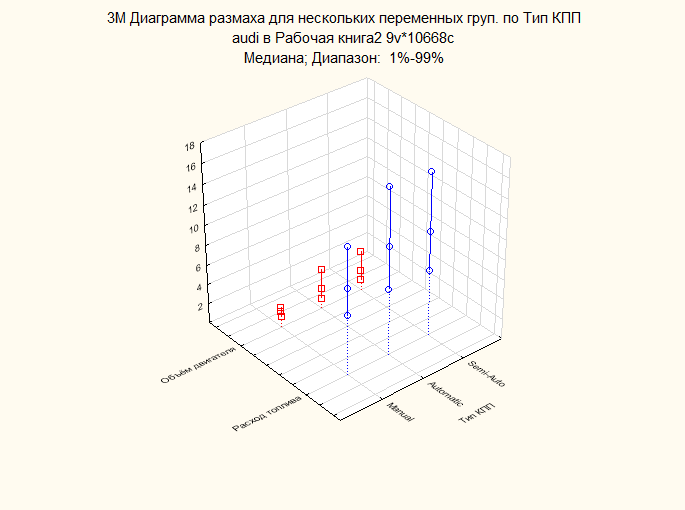 3М Диаграмма размаха для нескольких переменных груп. по Тип КПП
audi в Рабочая книга2 9v*10668c
Медиана; Диапазон: 1%-99%
18
16
14
12
10
8
6
4
2
Объём двигателя
Расход топлива
Manual
Automatic
Semi-Auto
Тип КПП